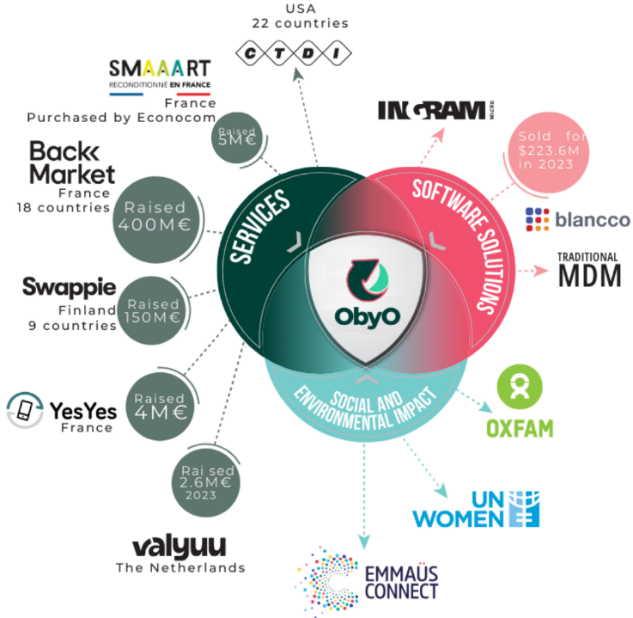 USA
22 countries
CTDI
SMAAART
RECONDITIONNÉ EN FRANCE
France
Purchased by Econocom
Raised
5M€
INGRAM MICRO
Sold for
$223.6M
in 2023
Back
Market
France
18 countries
Raised
400M€
SERVICES
SOFTWARE SOLUTIONS
blancco
TRADITIONAL
MDM
Swappie
Finland
9 countries
Raised
150M€
ObyO
YesYes
France
Raised
4M€
SOCIAL AND
ENVIRONMENTAL IMPACT
OXFAM
Rai sed
2.6M€
2023
valyuu
The Netherlands
UN
WOMEN
EMMAÜS
CONNECT